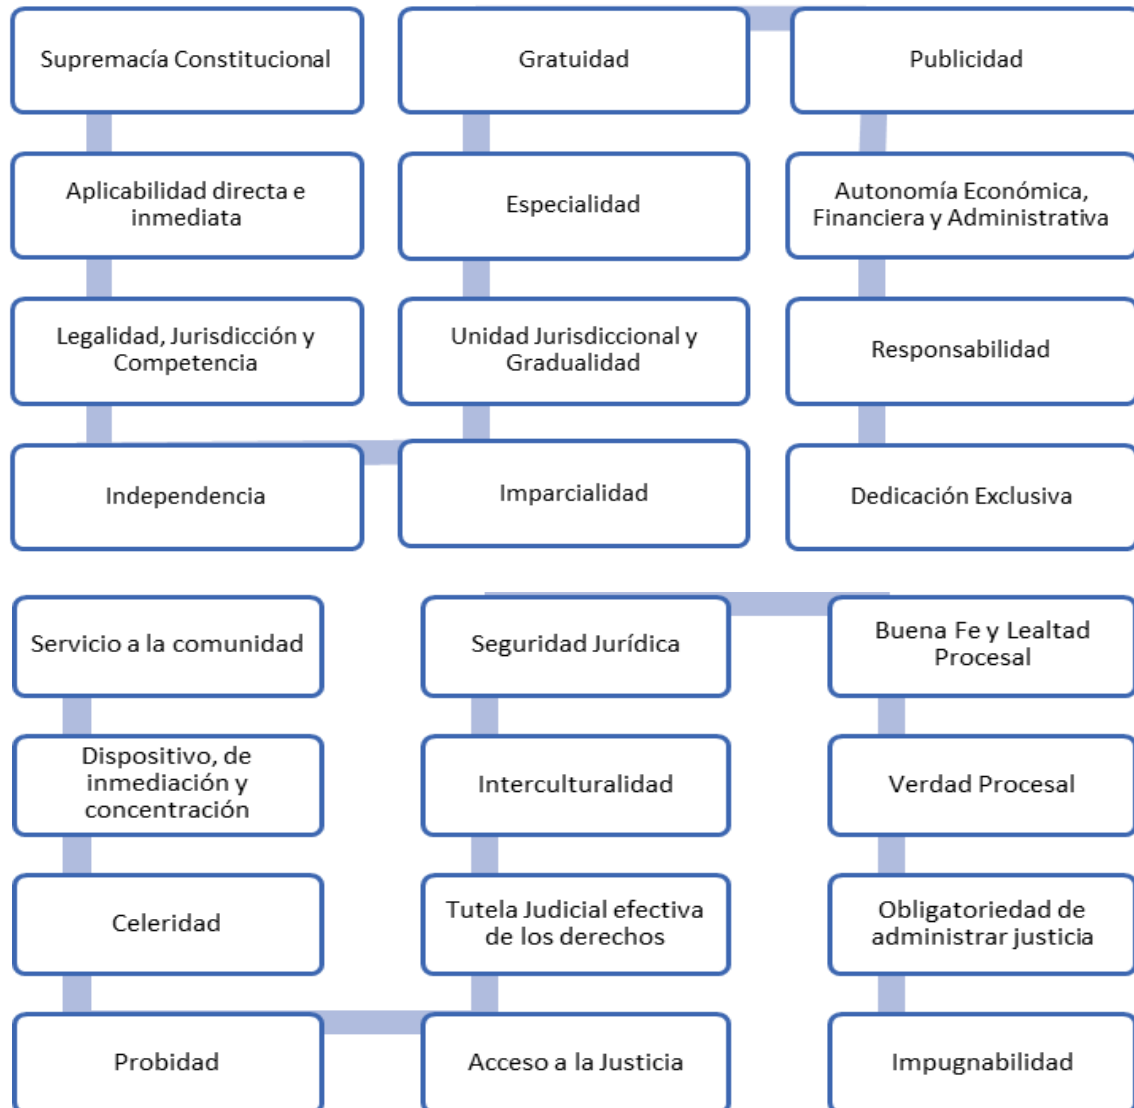 Supremacía Constitucional
Aplicabilidad directa e
inmediata
Legalidad, Jurisdicción y
Competencia
Independencia
Imparcialidad
Unidad Jurisdiccional y
Gradualidad
Especialidad
Gratuidad
Publicidad
Autonomía Económica,
Financiera y Administrativa
Responsabilidad
Dedicación Exclusiva
Servicio a la comunidad
Dispositivo, de
inmediación y
concentración
Celeridad
Probidad
Acceso a la Justicia
Tutela Judicial efectiva
de los derechos
Interculturalidad
Seguridad Jurídica
Buena Fe y Lealtad
Procesal
Verdad Procesal
Obligatoriedad de
administrar justicia
Impugnabilidad